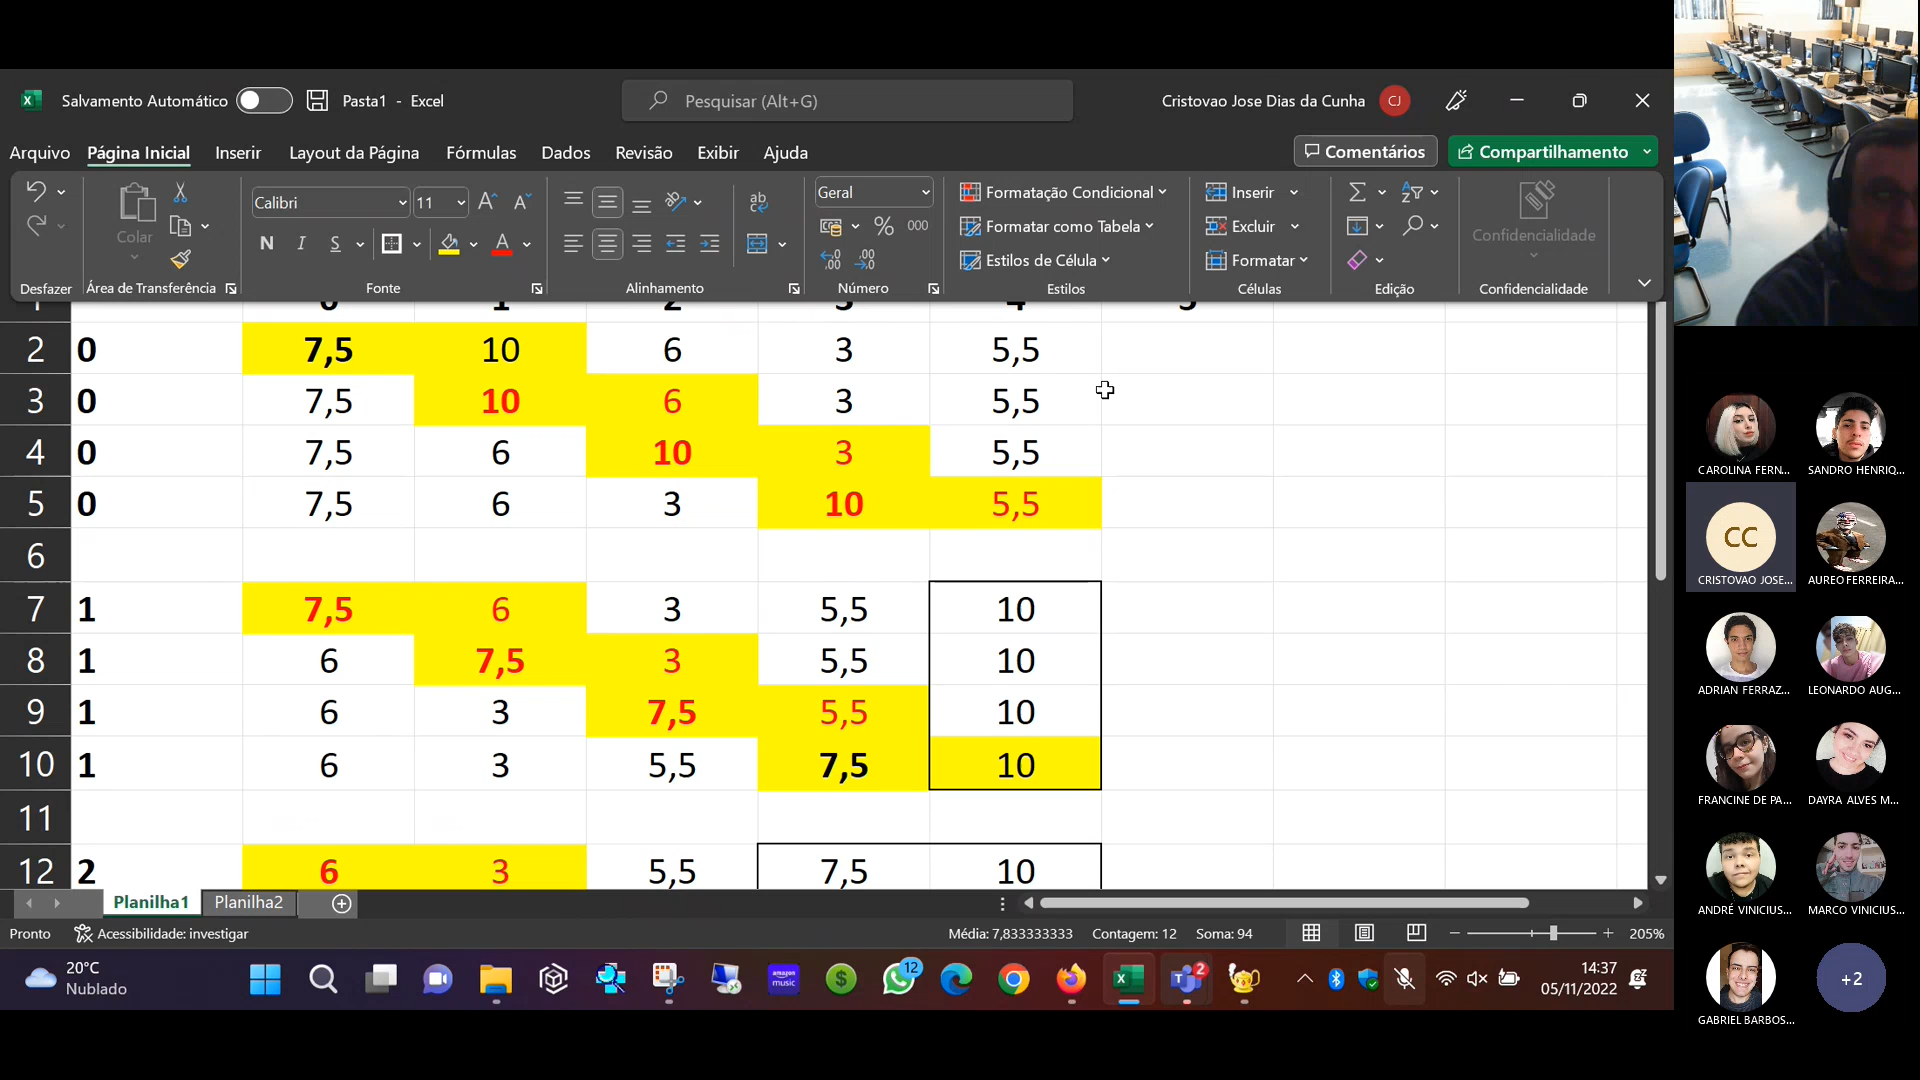 Salvamento Automático
Pasta1 - Excel
Pesquisar (Alt+G)
Cristovao Jose Dias da Cunha
CJ
Arquivo
Página Inicial
Inserir
Layout da Página
Fórmulas
Dados
Revisão
Exibir
Ajuda
Comentários
Compartilhamento
Colar
Calibri
11
Geral
Formatação Condicional
Formatar como Tabela
Estilos de Célula
Inserir
Excluir
Formatar
Confidencialidade
N I S
A
% 000
Desfazer
Área de Transferência
Fonte
Alinhamento
Número
Estilos
Células
Edição
Confidencialidade
2 0 7,5 10 6 3 5,5
3 0 7,5 10 6 3 5,5
4 0 7,5 6 10 3 5,5
5 0 7,5 6 3 10 5,5
6
7 1 7,5 6 3 5,5 10
8 1 6 7,5 3 5,5 10
9 1 6 3 7,5 5,5 10
10 1 6 3 5,5 7,5 10
11
12 2 6 3 5,5 7,5 10
Planilha1
Planilha2
Pronto
Acessibilidade: investigar
Média: 7,833333333
Contagem: 12
Soma: 94
205%
20°C
Nublado
amazon
music
12
2
14:37
05/11/2022
CAROLINA FERN...
SANDRO HENRIQ...
CC
CRISTOVAO JOSE...
AUREO FERREIRA...
ADRIAN FERRAZ...
LEONARDO AUG...
FRANCINE DE PA...
DAYRA ALVES M...
ANDRÉ VINICIUS...
MARCO VINICIUS...
GABRIEL BARBOS...
+2